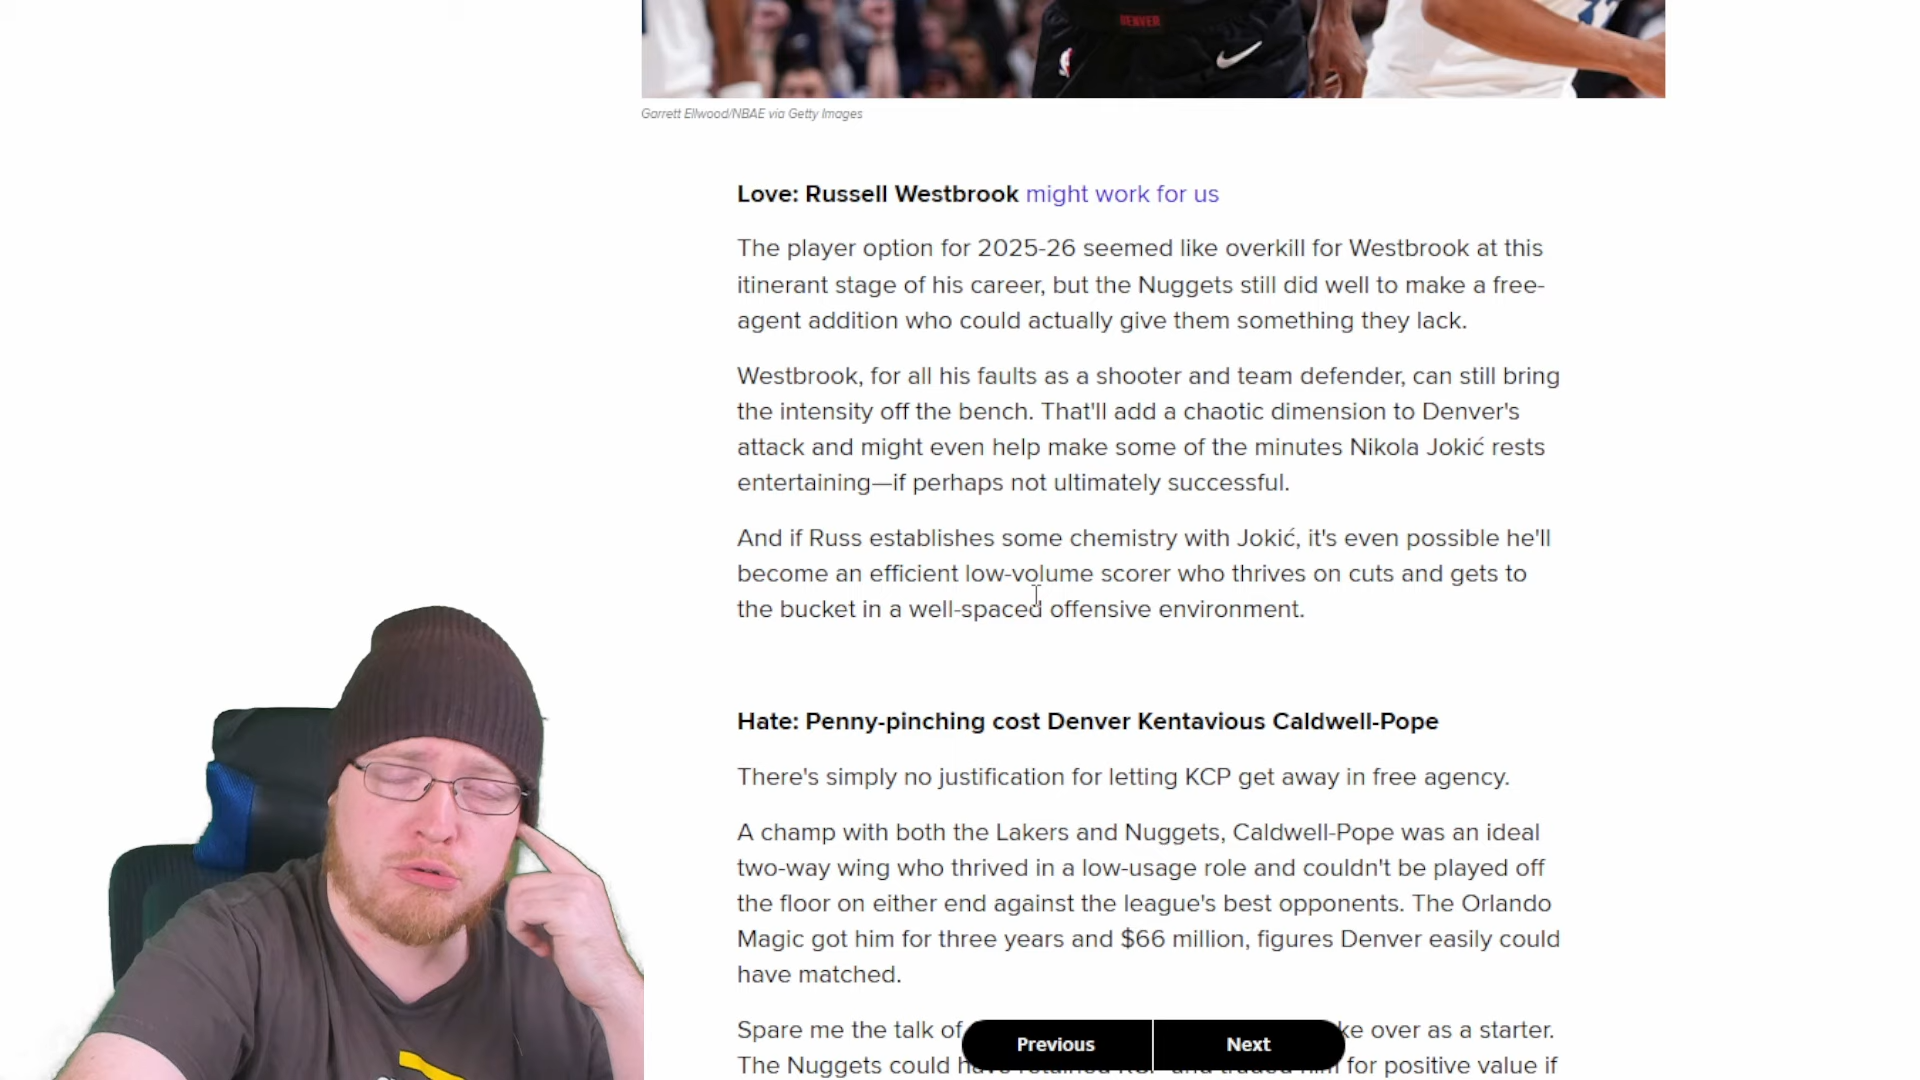 DENVER
Garrett Ellwood/NBAE via Getty Images
Love: Russell Westbrook might work for us
The player option for 2025-26 seemed like overkill for Westbrook at this
itinerant stage of his career, but the Nuggets still did well to make a free-
agent addition who could actually give them something they lack.
Westbrook, for all his faults as a shooter and team defender, can still bring
the intensity off the bench. That'll add a chaotic dimension to Denver's
attack and might even help make some of the minutes Nikola Jokić rests
entertaining—if perhaps not ultimately successful.
And if Russ establishes some chemistry with Jokić, it's even possible he'll
become an efficient low-volume scorer who thrives on cuts and gets to
the bucket in a well-spaced offensive environment.
Hate: Penny-pinching cost Denver Kentavious Caldwell-Pope
There's simply no justification for letting KCP get away in free agency.
A champ with both the Lakers and Nuggets, Caldwell-Pope was an ideal
two-way wing who thrived in a low-usage role and couldn't be played off
the floor on either end against the league's best opponents. The Orlando
Magic got him for three years and $66 million, figures Denver easily could
have matched.
Spare me the talk of over as a starter.
Previous Next
The Nuggets could for positive value if